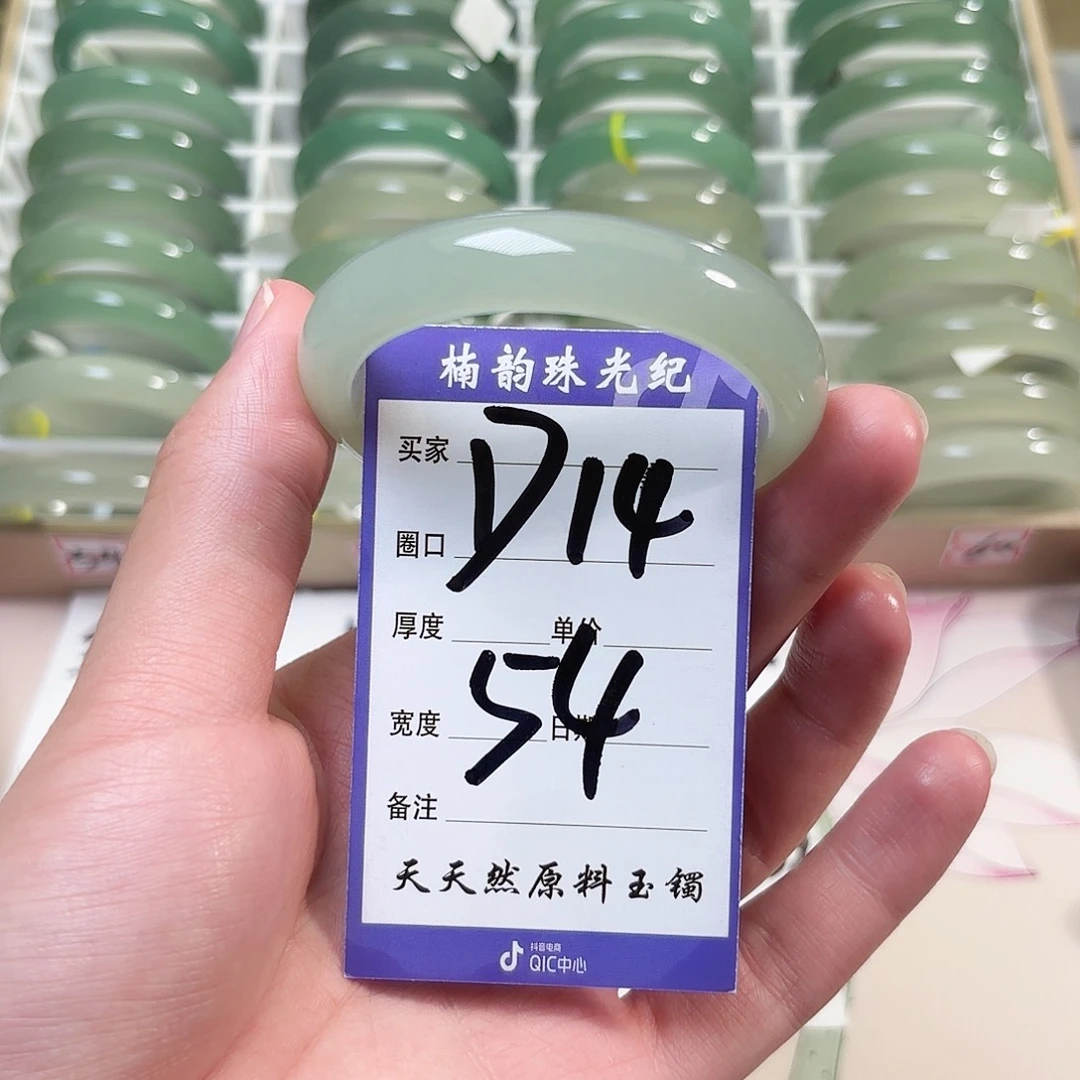 楠韵珠光纪
买家
D14
圈口
厚度 单价
54
宽度 日期
备注
天天然原料玉镯
抖音电商
QIC中心
54